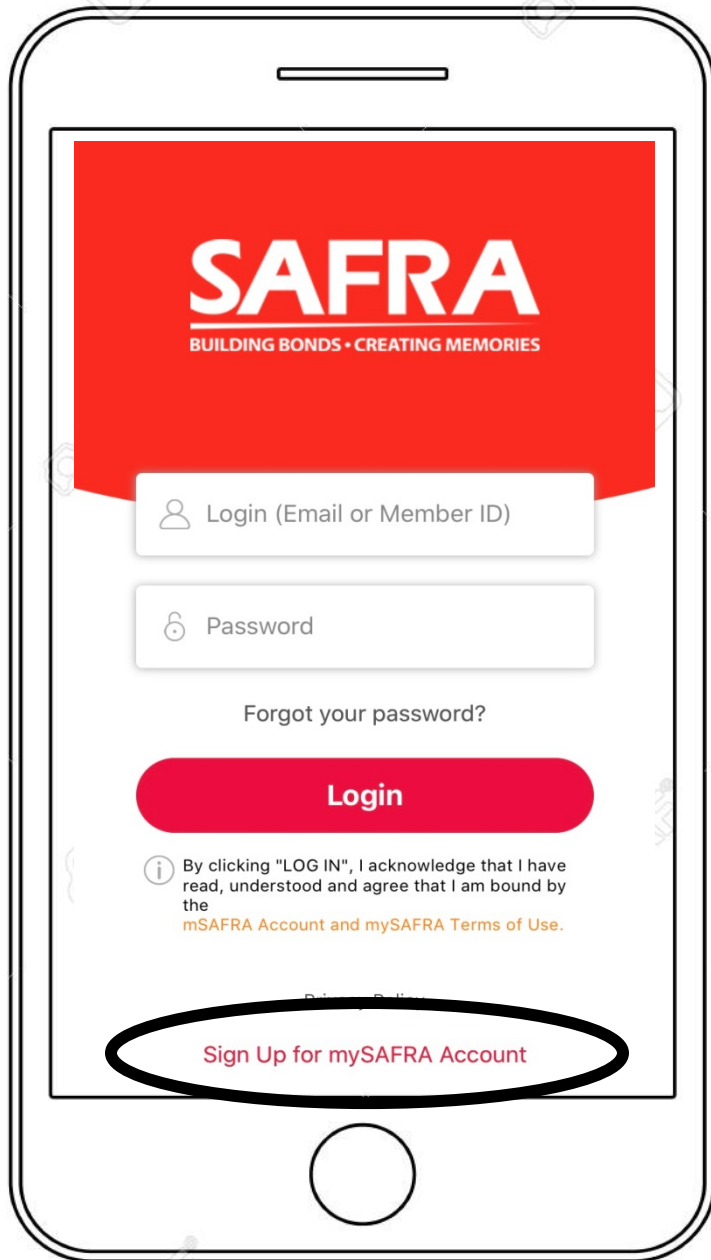 SAFRA
BUILDING BONDS • CREATING MEMORIES
Login (Email or Member ID)
Password
Forgot your password?
Login
By clicking "LOG IN", I acknowledge that I have
read, understood and agree that I am bound by
the
mSAFRA Account and mySAFRA Terms of Use.
Privacy Policy
Sign Up for mySAFRA Account